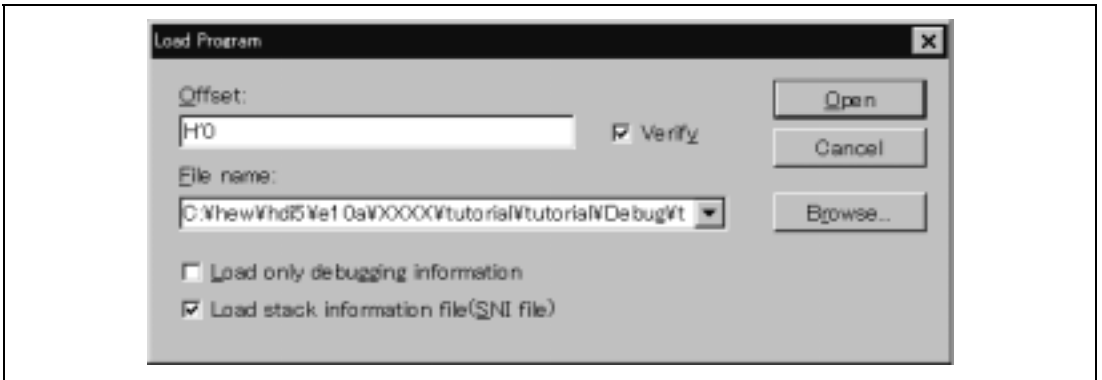 Load Program
Offset:
H'0
Verify
Open
Cancel
File name:
C:¥hew¥hdi5¥e10a¥XXXX¥tutorial¥tutorial¥Debug¥t
Browse...
Load only debugging information
Load stack information file(SNI file)